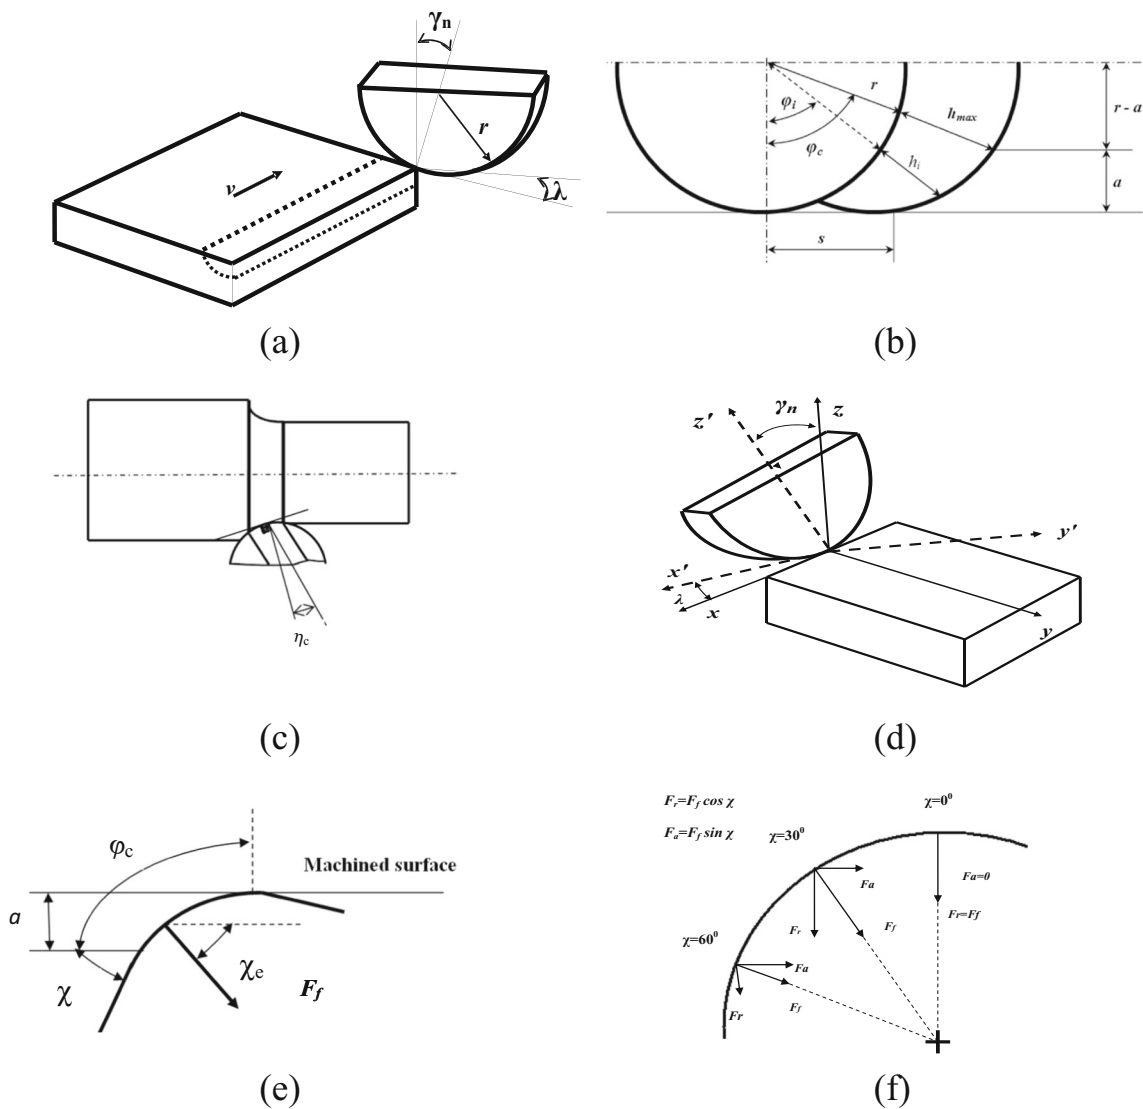 γn
r
v
λ
(a)
r
φi
hmax
r - a
φc
hi
a
s
(b)
ηc
(c)
z'
γn
z
y'
x'
λ
x
y
(d)
φc
Machined surface
a
χe
χ
Ff
(e)
Fr=Ff cos χ
χ=0⁰
Fa=Ff sin χ
χ=30⁰
Fa
Fa=0
Fr
Ff
Fr=Ff
χ=60⁰
Fa
Fr
Ff
(f)